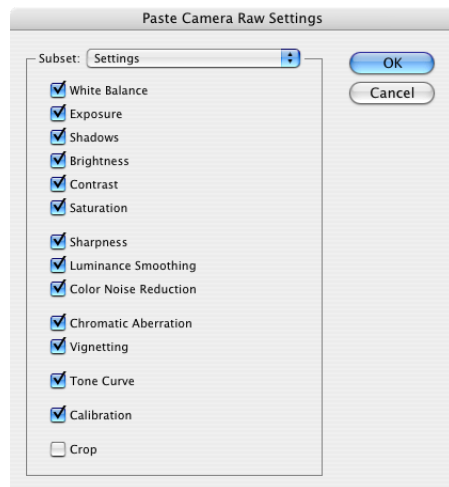 Paste Camera Raw Settings
Subset: Settings
OK
Cancel
White Balance
Exposure
Shadows
Brightness
Contrast
Saturation
Sharpness
Luminance Smoothing
Color Noise Reduction
Chromatic Aberration
Vignetting
Tone Curve
Calibration
Crop